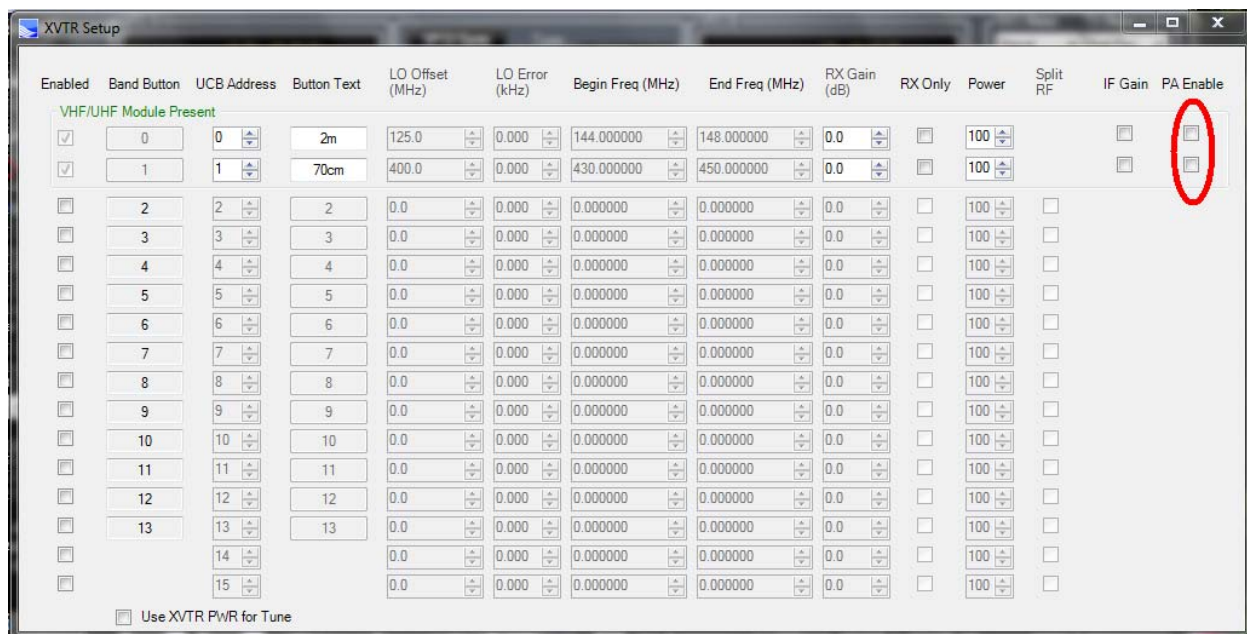 XVTR Setup
Enabled Band Button UCB Address Button Text LO Offset (MHz) LO Error (kHz) Begin Freq (MHz) End Freq (MHz) RX Gain (dB) RX Only Power Split RF IF Gain PA Enable
VHF/UHF Module Present
0 0 2m 125.0 0.000 144.000000 148.000000 0.0 100
1 1 70cm 400.0 0.000 430.000000 450.000000 0.0 100
2 2 2 0.0 0.000 0.000000 0.000000 0.0 100
3 3 3 0.0 0.000 0.000000 0.000000 0.0 100
4 4 4 0.0 0.000 0.000000 0.000000 0.0 100
5 5 5 0.0 0.000 0.000000 0.000000 0.0 100
6 6 6 0.0 0.000 0.000000 0.000000 0.0 100
7 7 7 0.0 0.000 0.000000 0.000000 0.0 100
8 8 8 0.0 0.000 0.000000 0.000000 0.0 100
9 9 9 0.0 0.000 0.000000 0.000000 0.0 100
10 10 10 0.0 0.000 0.000000 0.000000 0.0 100
11 11 11 0.0 0.000 0.000000 0.000000 0.0 100
12 12 12 0.0 0.000 0.000000 0.000000 0.0 100
13 13 13 0.0 0.000 0.000000 0.000000 0.0 100
14 0.0 0.000 0.000000 0.000000 0.0 100
15 0.0 0.000 0.000000 0.000000 0.0 100
Use XVTR PWR for Tune